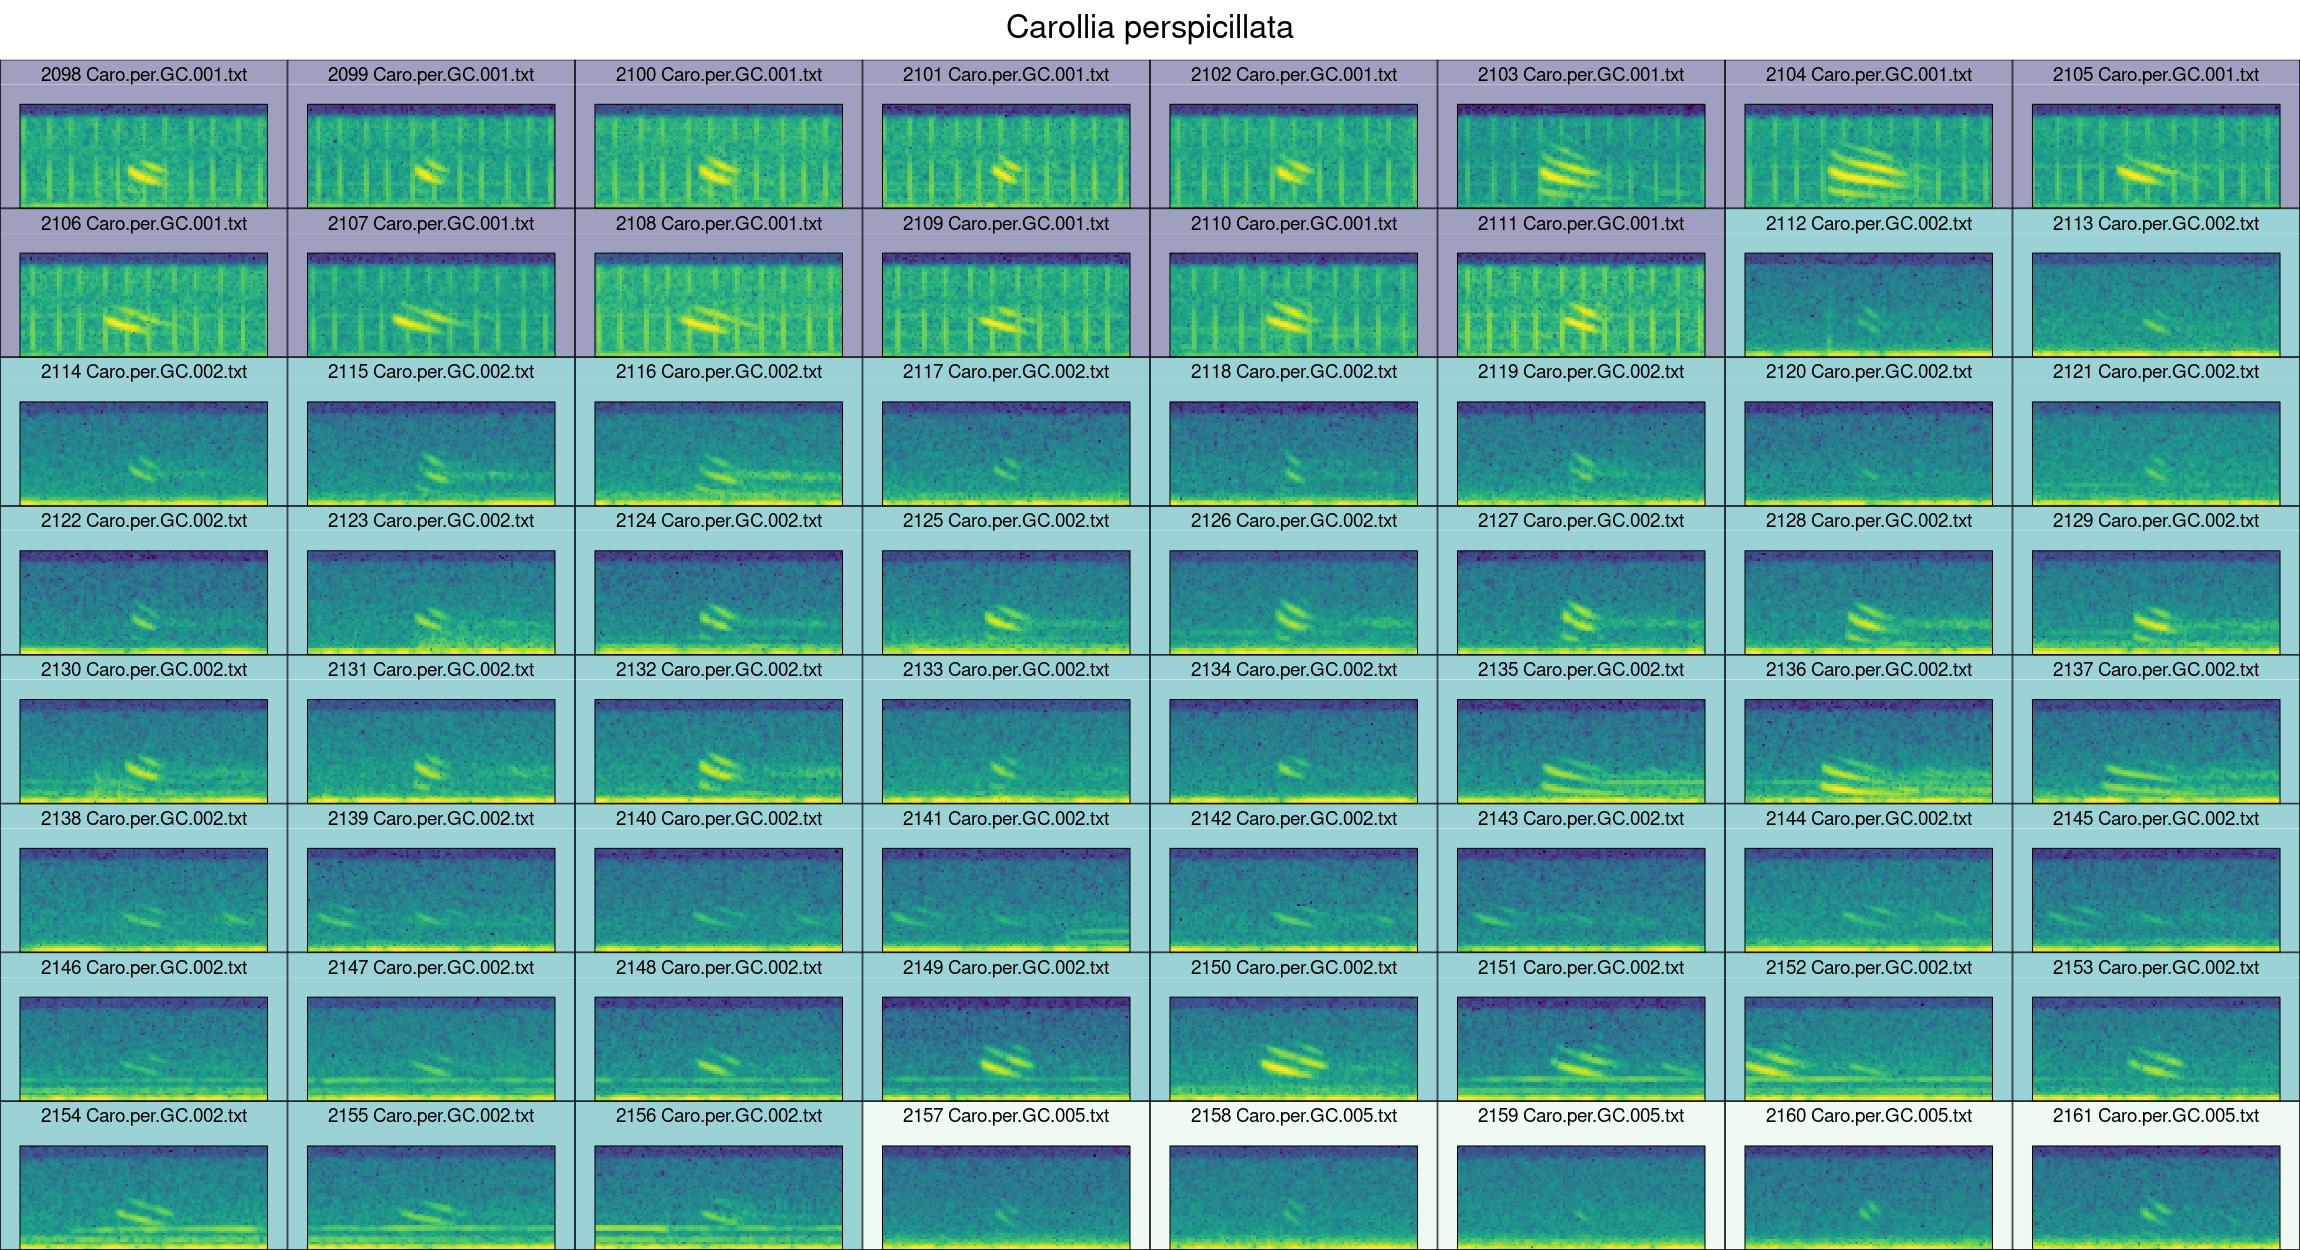 Carollia perspicillata
2098 Caro.per.GC.001.txt 2099 Caro.per.GC.001.txt 2100 Caro.per.GC.001.txt 2101 Caro.per.GC.001.txt 2102 Caro.per.GC.001.txt 2103 Caro.per.GC.001.txt 2104 Caro.per.GC.001.txt 2105 Caro.per.GC.001.txt
2106 Caro.per.GC.001.txt 2107 Caro.per.GC.001.txt 2108 Caro.per.GC.001.txt 2109 Caro.per.GC.001.txt 2110 Caro.per.GC.001.txt 2111 Caro.per.GC.001.txt 2112 Caro.per.GC.002.txt 2113 Caro.per.GC.002.txt
2114 Caro.per.GC.002.txt 2115 Caro.per.GC.002.txt 2116 Caro.per.GC.002.txt 2117 Caro.per.GC.002.txt 2118 Caro.per.GC.002.txt 2119 Caro.per.GC.002.txt 2120 Caro.per.GC.002.txt 2121 Caro.per.GC.002.txt
2122 Caro.per.GC.002.txt 2123 Caro.per.GC.002.txt 2124 Caro.per.GC.002.txt 2125 Caro.per.GC.002.txt 2126 Caro.per.GC.002.txt 2127 Caro.per.GC.002.txt 2128 Caro.per.GC.002.txt 2129 Caro.per.GC.002.txt
2130 Caro.per.GC.002.txt 2131 Caro.per.GC.002.txt 2132 Caro.per.GC.002.txt 2133 Caro.per.GC.002.txt 2134 Caro.per.GC.002.txt 2135 Caro.per.GC.002.txt 2136 Caro.per.GC.002.txt 2137 Caro.per.GC.002.txt
2138 Caro.per.GC.002.txt 2139 Caro.per.GC.002.txt 2140 Caro.per.GC.002.txt 2141 Caro.per.GC.002.txt 2142 Caro.per.GC.002.txt 2143 Caro.per.GC.002.txt 2144 Caro.per.GC.002.txt 2145 Caro.per.GC.002.txt
2146 Caro.per.GC.002.txt 2147 Caro.per.GC.002.txt 2148 Caro.per.GC.002.txt 2149 Caro.per.GC.002.txt 2150 Caro.per.GC.002.txt 2151 Caro.per.GC.002.txt 2152 Caro.per.GC.002.txt 2153 Caro.per.GC.002.txt
2154 Caro.per.GC.002.txt 2155 Caro.per.GC.002.txt 2156 Caro.per.GC.002.txt 2157 Caro.per.GC.005.txt 2158 Caro.per.GC.005.txt 2159 Caro.per.GC.005.txt 2160 Caro.per.GC.005.txt 2161 Caro.per.GC.005.txt